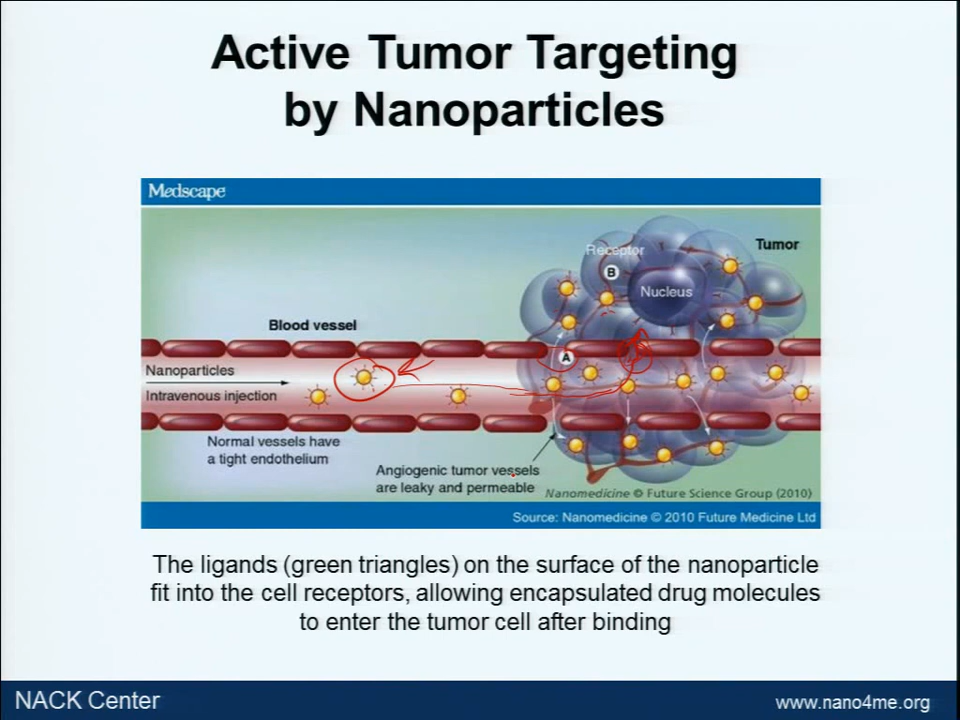 Active Tumor Targeting
by Nanoparticles
Medscape
Receptor
Tumor
B
Nucleus
Blood vessel
A
Nanoparticles
Intravenous injection
Normal vessels have
a tight endothelium
Angiogenic tumor vessels
are leaky and permeable
Nanomedicine © Future Science Group (2010)
Source: Nanomedicine © 2010 Future Medicine Ltd
The ligands (green triangles) on the surface of the nanoparticle
fit into the cell receptors, allowing encapsulated drug molecules
to enter the tumor cell after binding
NACK Center
www.nano4me.org